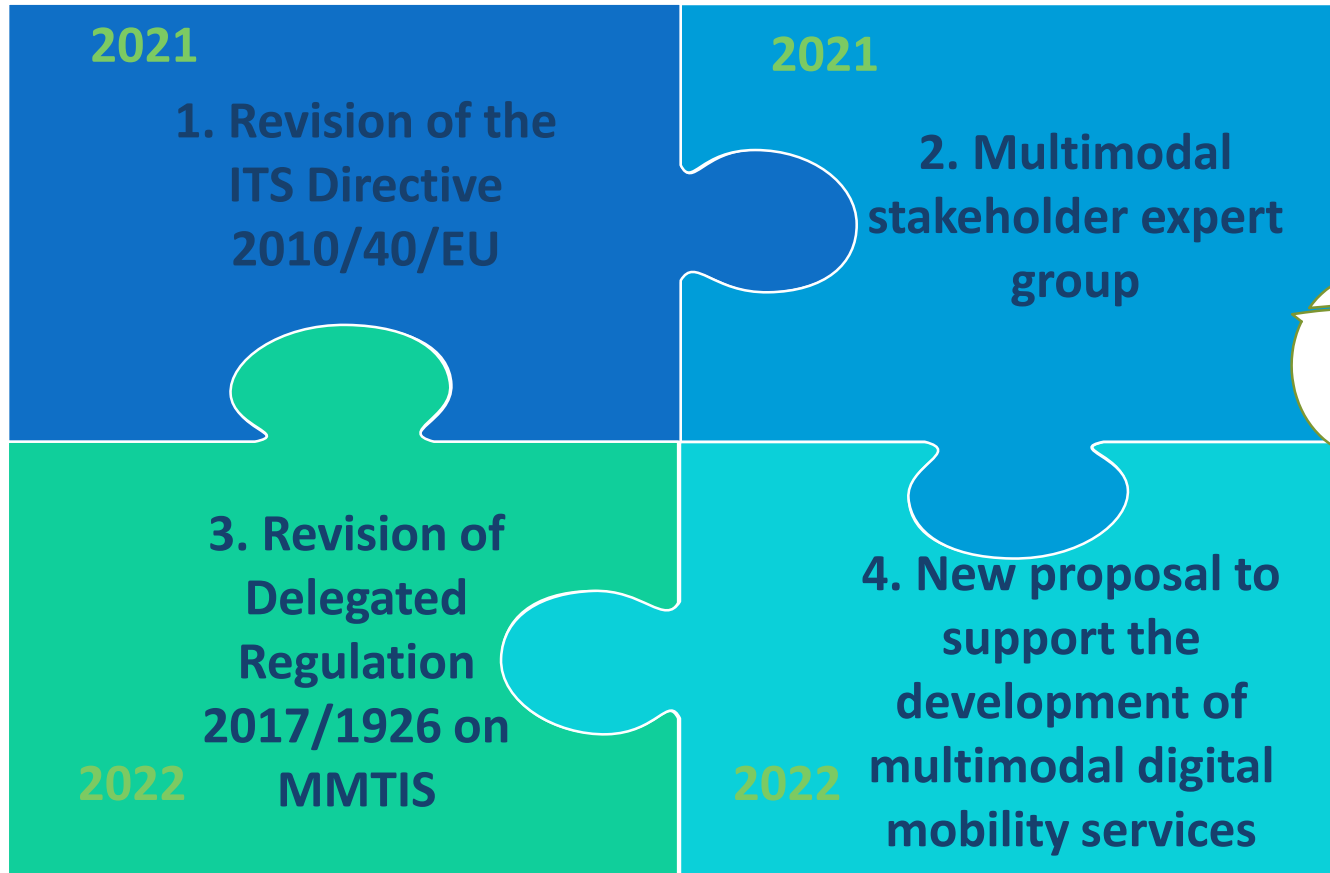 2021
1. Revision of the
ITS Directive
2010/40/EU
2021
2. Multimodal
stakeholder expert
group
3. Revision of
Delegated
Regulation
2017/1926 on
MMTIS
2022
4. New proposal to
support the
development of
multimodal digital
mobility services
2022